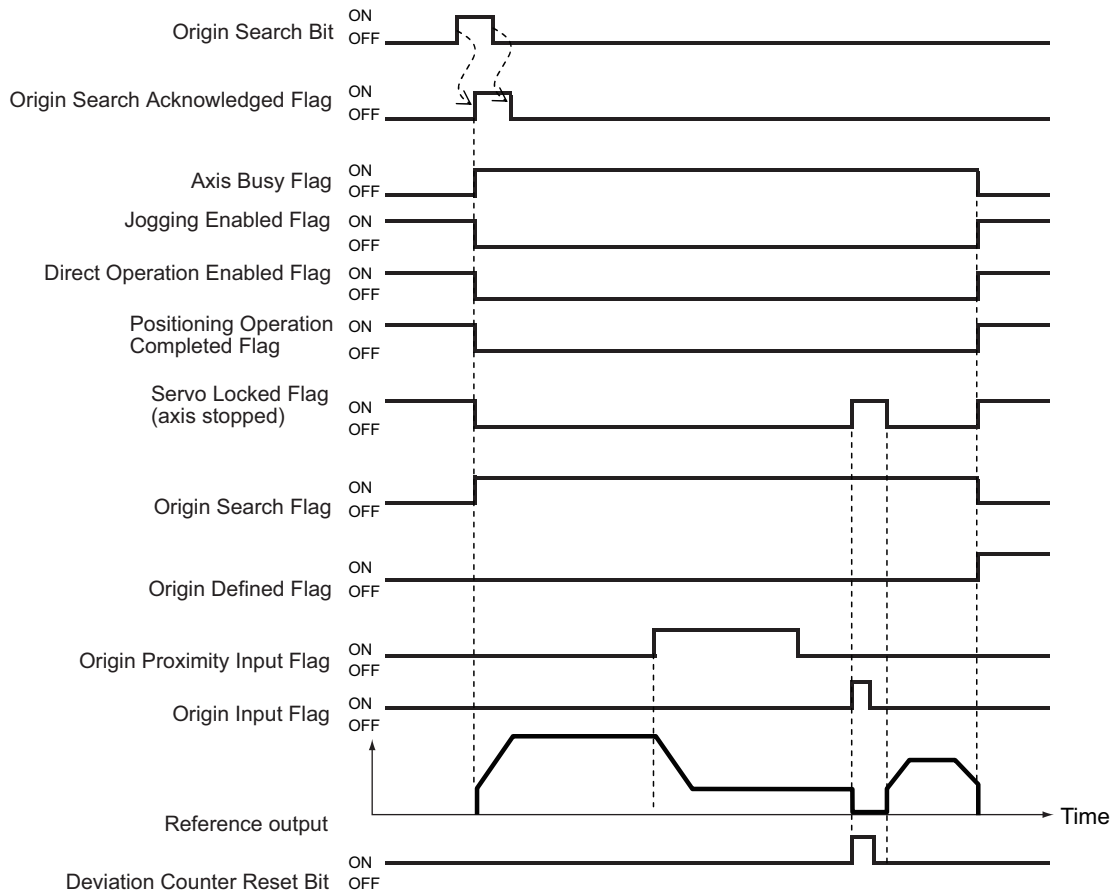 ON
Origin Search Bit OFF
ON
Origin Search Acknowledged Flag OFF
ON
Axis Busy Flag OFF
Jogging Enabled Flag ON
OFF
Direct Operation Enabled Flag ON
OFF
Positioning Operation ON
Completed Flag OFF
Servo Locked Flag ON
(axis stopped) OFF
ON
Origin Search Flag OFF
ON
Origin Defined Flag OFF
ON
Origin Proximity Input Flag OFF
ON
Origin Input Flag OFF
Time
Reference output
ON
Deviation Counter Reset Bit OFF